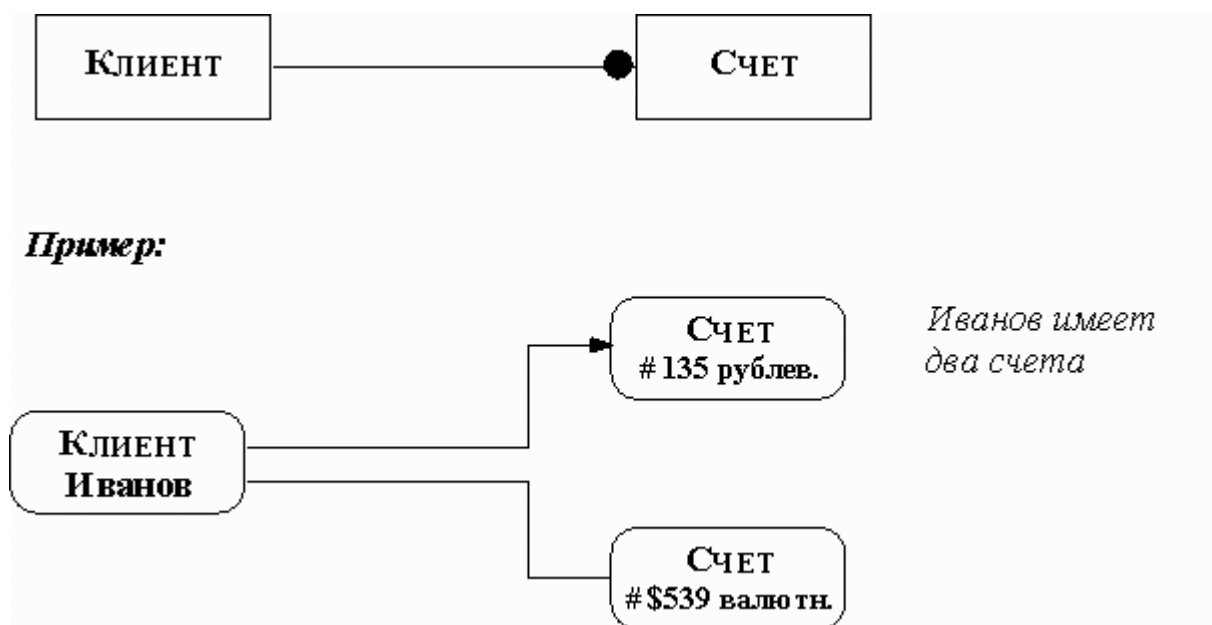 Клиент
Счет
Пример:
Счет
#135 рублев.
Иванов имеет
два счета
Клиент
Иванов
Счет
#$539 валютн.